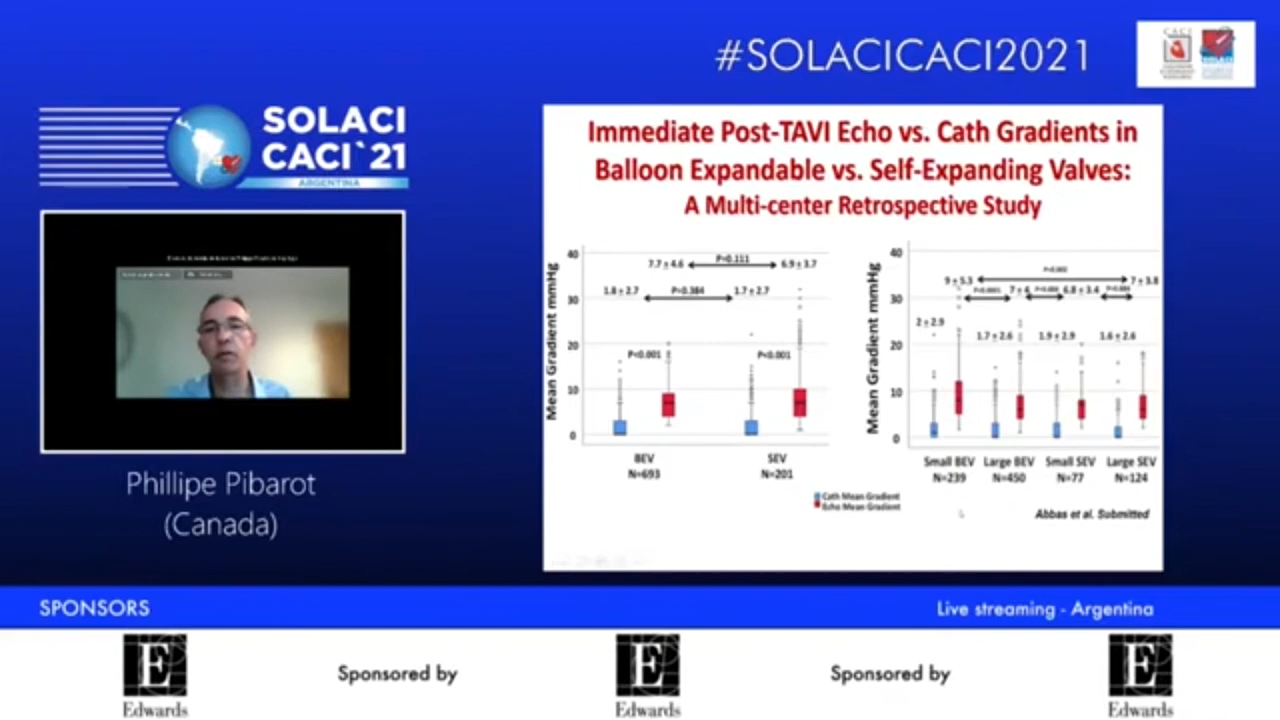 #SOLACICACI2021
CACI
SOLACI
SOLACI
CACI`21
ARGENTINA
Phillipe Pibarot
(Canada)
Immediate Post-TAVI Echo vs. Cath Gradients in
Balloon Expandable vs. Self-Expanding Valves:
A Multi-center Retrospective Study
Mean Gradient mmHg
40
30
20
10
0
7.7 ± 4.6
P=0.111
6.9 ± 3.7
1.8 ± 2.7
P=0.384
1.7 ± 2.7
P<0.001
P<0.001
BEV
N=693
SEV
N=201
Mean Gradient mmHg
40
30
20
10
0
9 ± 5.3
7 ± 4
6.8 ± 3.4
7 ± 3.8
2 ± 2.9
1.7 ± 2.6
1.9 ± 2.9
1.6 ± 2.6
Small BEV
N=239
Large BEV
N=450
Small SEV
N=77
Large SEV
N=124
Cath Mean Gradient
Echo Mean Gradient
Abbas et al. Submitted
SPONSORS
Live streaming - Argentina
E
Edwards
Sponsored by
E
Edwards
Sponsored by
E
Edwards